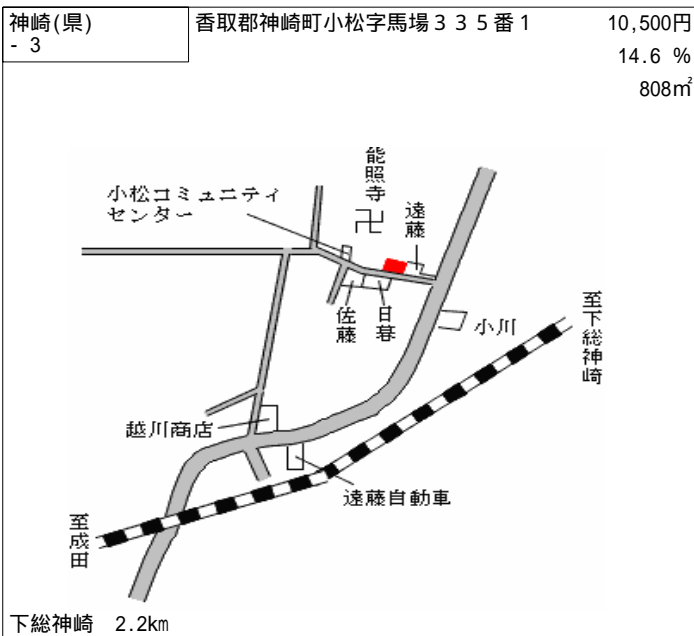 神崎(県)
- 3
香取郡神崎町小松字馬場３３５番１
10,500円
14.6 %
808㎡
能照寺
小松コミュニティ
センター
遠藤
佐藤
日暮
小川
至下総神崎
越川商店
遠藤自動車
至成田
下総神崎 2.2㎞